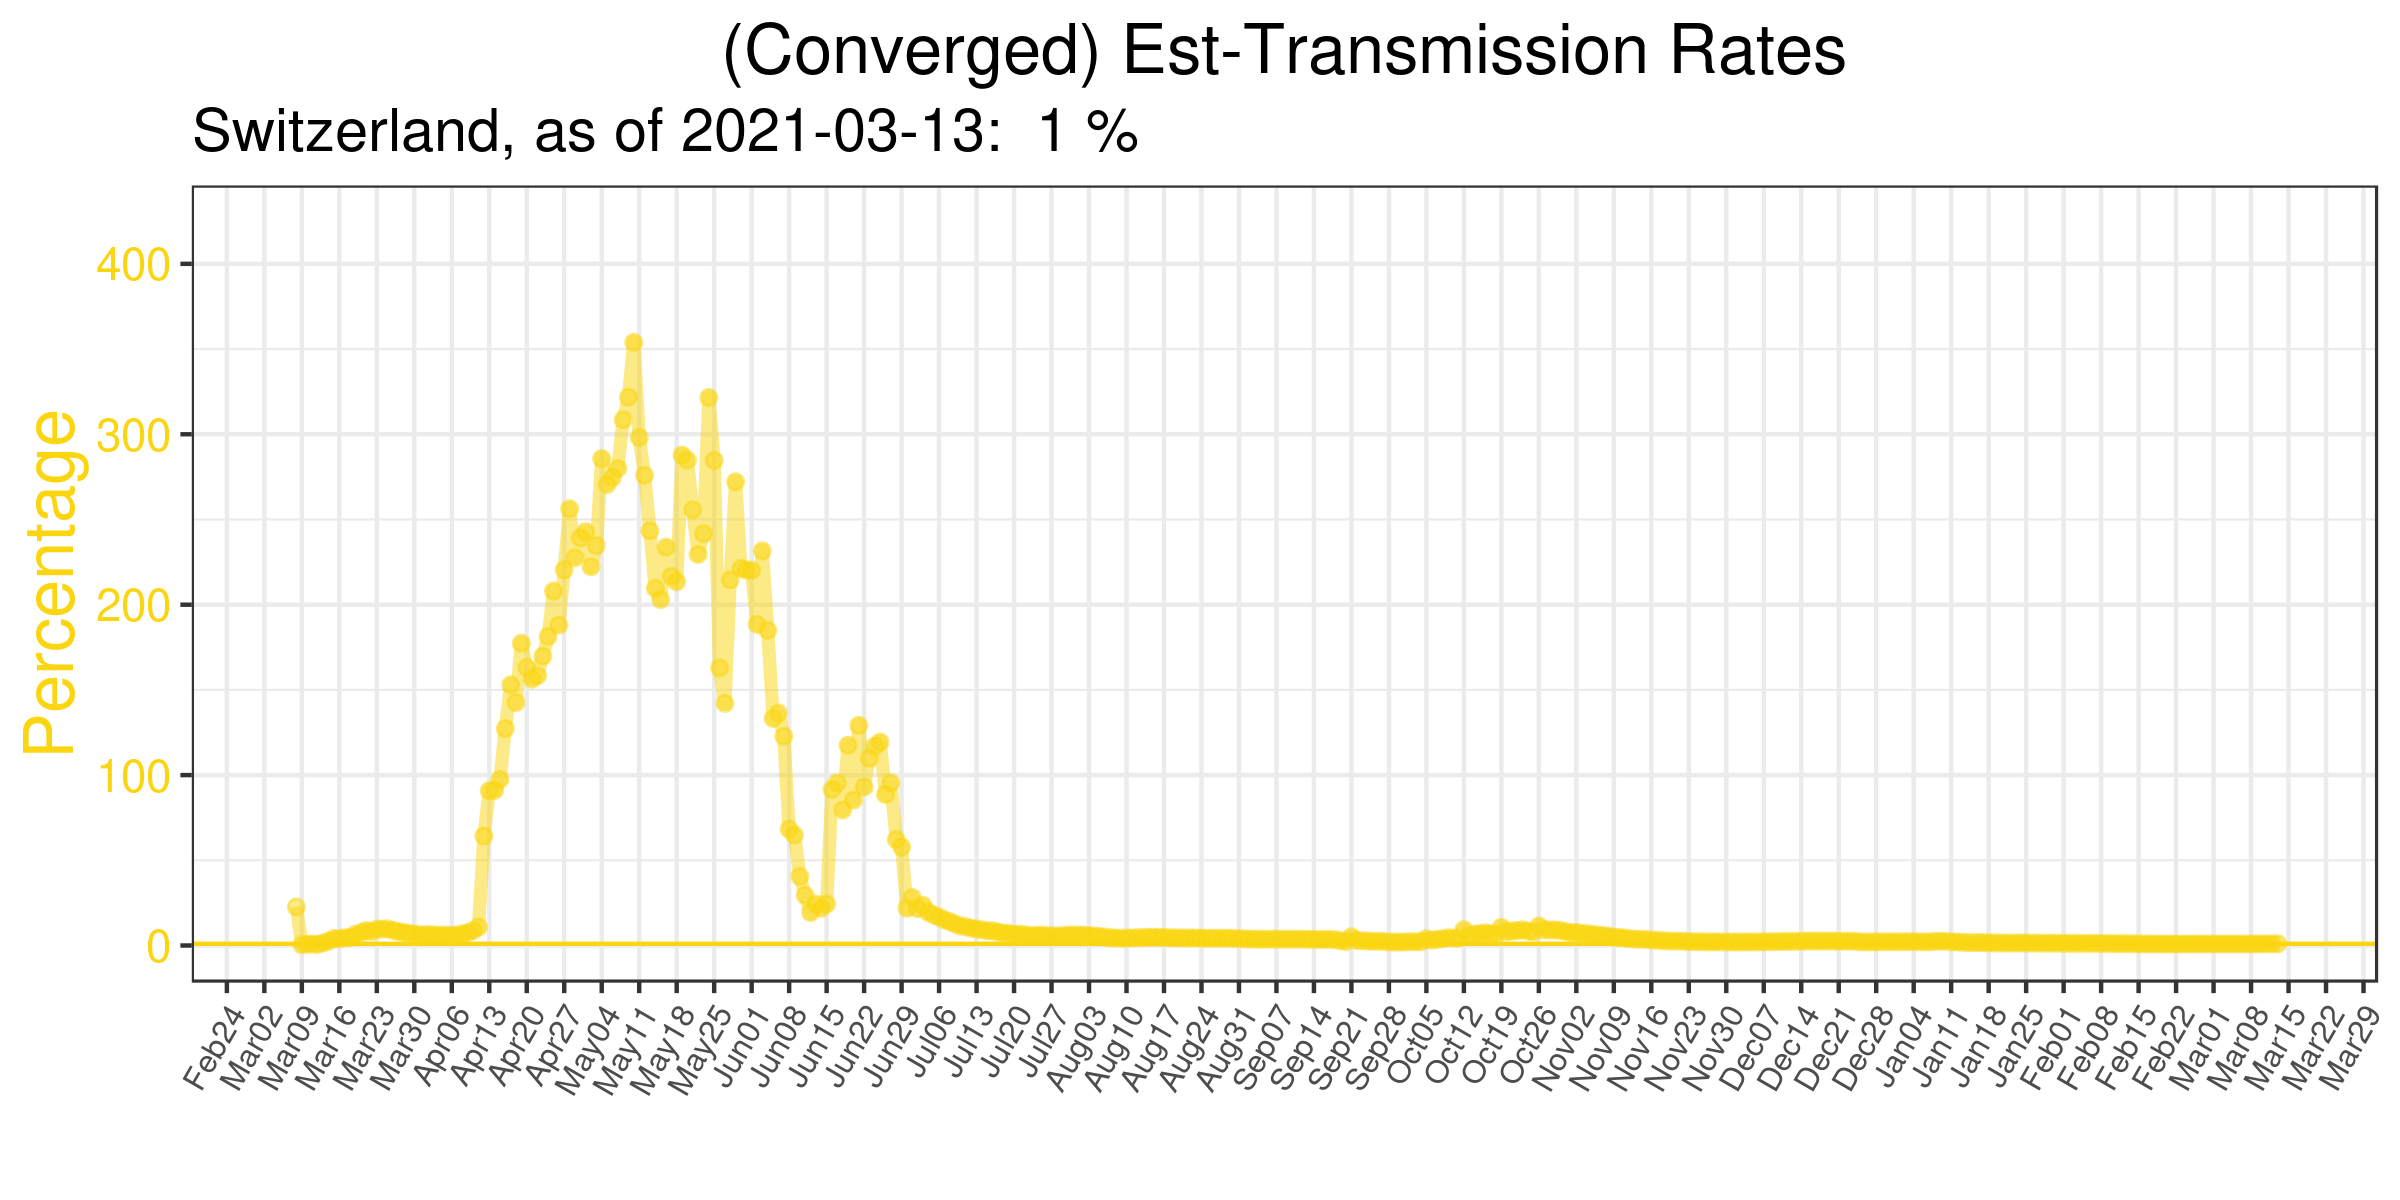 (Converged) Est-Transmission Rates
Switzerland, as of 2021-03-13:  1 %
Percentage
400
300
200
100
0
Feb24
Mar02
Mar09
Mar16
Mar23
Mar30
Apr06
Apr13
Apr20
Apr27
May04
May11
May18
May25
Jun01
Jun08
Jun15
Jun22
Jun29
Jul06
Jul13
Jul20
Jul27
Aug03
Aug10
Aug17
Aug24
Aug31
Sep07
Sep14
Sep21
Sep28
Oct05
Oct12
Oct19
Oct26
Nov02
Nov09
Nov16
Nov23
Nov30
Dec07
Dec14
Dec21
Dec28
Jan04
Jan11
Jan18
Jan25
Feb01
Feb08
Feb15
Feb22
Mar01
Mar08
Mar15
Mar22
Mar29